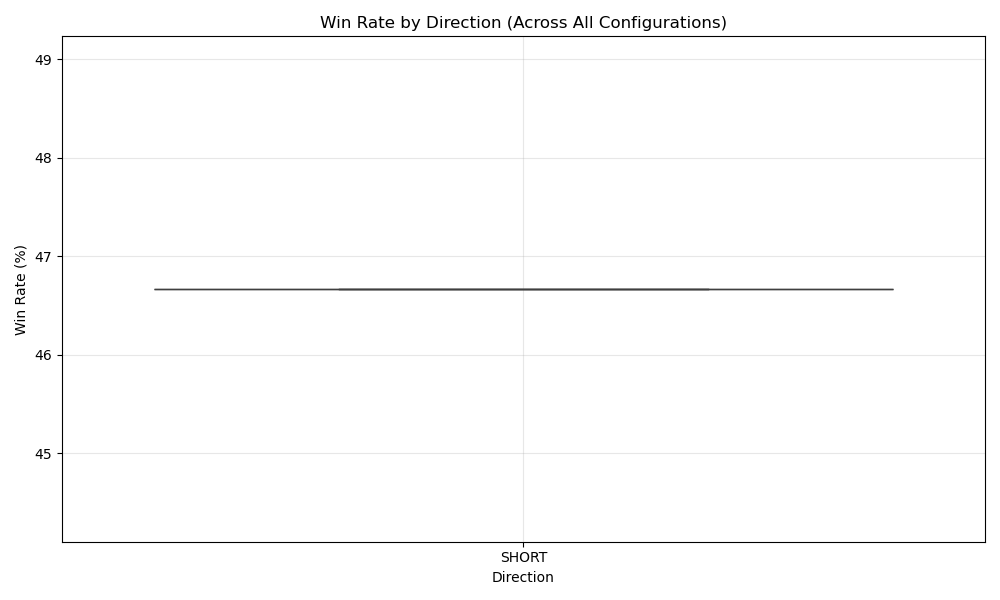 Win Rate by Direction (Across All Configurations)
49
48
47
46
45
Win Rate (%)
SHORT
Direction